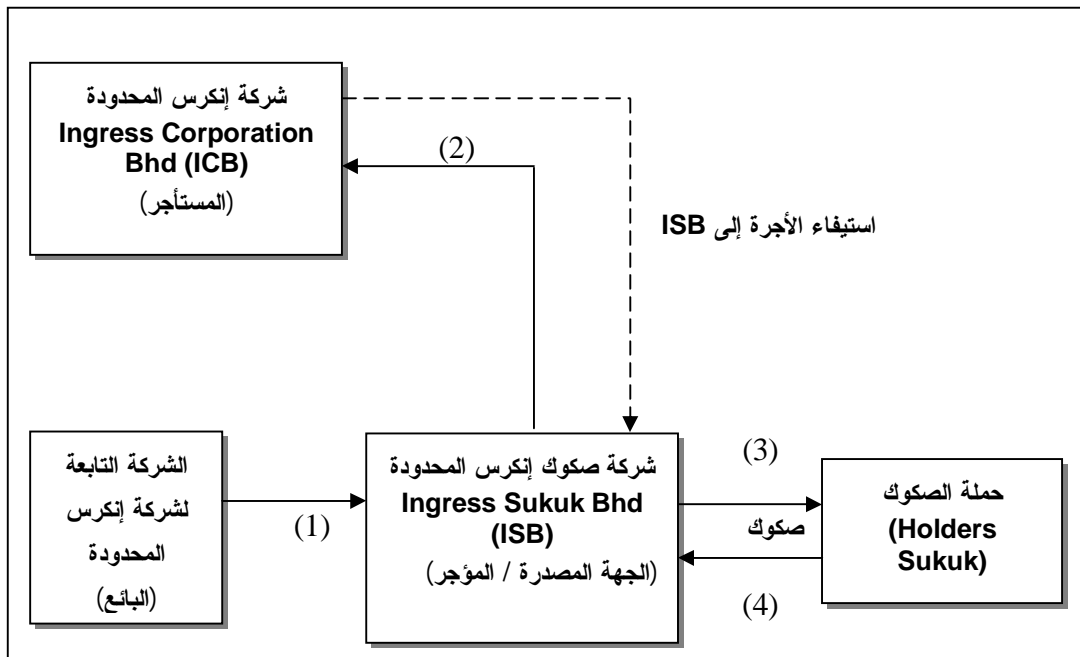 شركة إنكرس المحدودة
Ingress Corporation
Bhd (ICB)
(المستأجر)
(2)
استيفاء الأجرة إلى ISB
الشركة التابعة
لشركة إنكرس
المحدودة
(البائع)
(1)
شركة صكوك إنكرس المحدودة
Ingress Sukuk Bhd
(ISB)
(الجهة المصدرة / المؤجر)
(3)
صكوك
(4)
حملة الصكوك
(Holders
Sukuk)